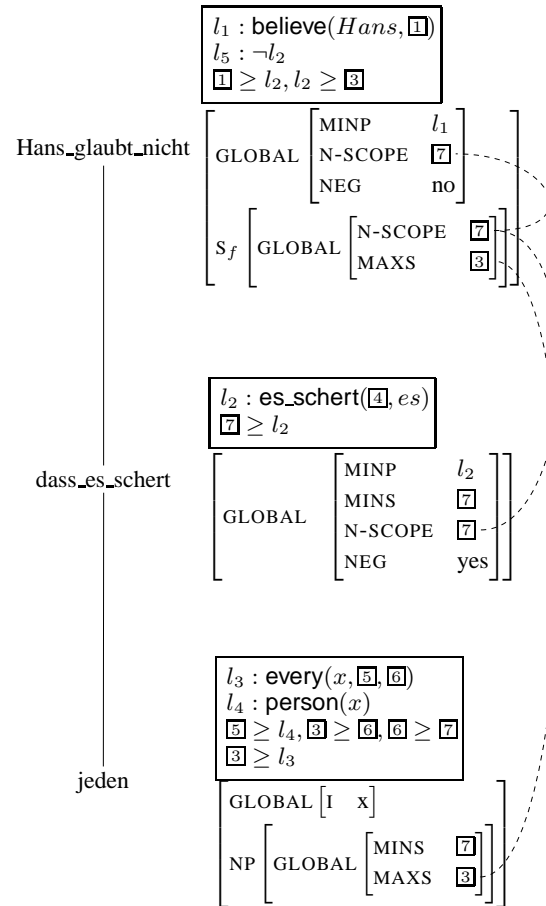 l₁ : believe(Hans, 1)
l₅ : ¬l₂
1 ≥ l₂, l₂ ≥ 3
Hans_glaubt_nicht
GLOBAL
MINP l₁
N-SCOPE 7
NEG no
S_f
GLOBAL
N-SCOPE 7
MAXS 3
l₂ : es_schert(4, es)
7 ≥ l₂
dass_es_schert
GLOBAL
MINP l₂
MINS 7
N-SCOPE 7
NEG yes
l₃ : every(x, 5, 6)
l₄ : person(x)
5 ≥ l₄, 3 ≥ 6, 6 ≥ 7
3 ≥ l₃
jeden
GLOBAL [I x]
NP
GLOBAL
MINS 7
MAXS 3